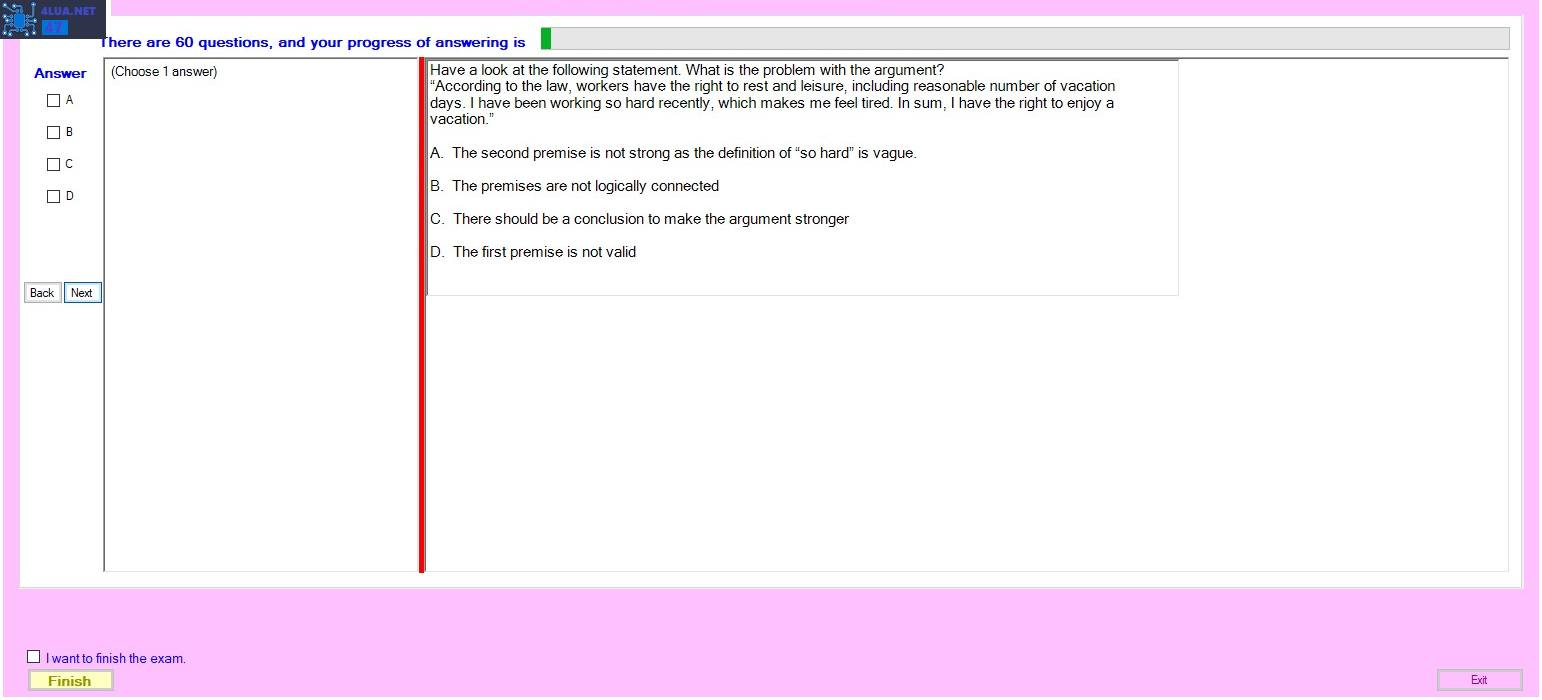 4LUA.NET
47
There are 60 questions, and your progress of answering is
Answer
A
B
C
D
Back Next
(Choose 1 answer)
Have a look at the following statement. What is the problem with the argument?
“According to the law, workers have the right to rest and leisure, including reasonable number of vacation
days. I have been working so hard recently, which makes me feel tired. In sum, I have the right to enjoy a
vacation.”
A. The second premise is not strong as the definition of “so hard” is vague.
B. The premises are not logically connected
C. There should be a conclusion to make the argument stronger
D. The first premise is not valid
I want to finish the exam.
Finish
Exit